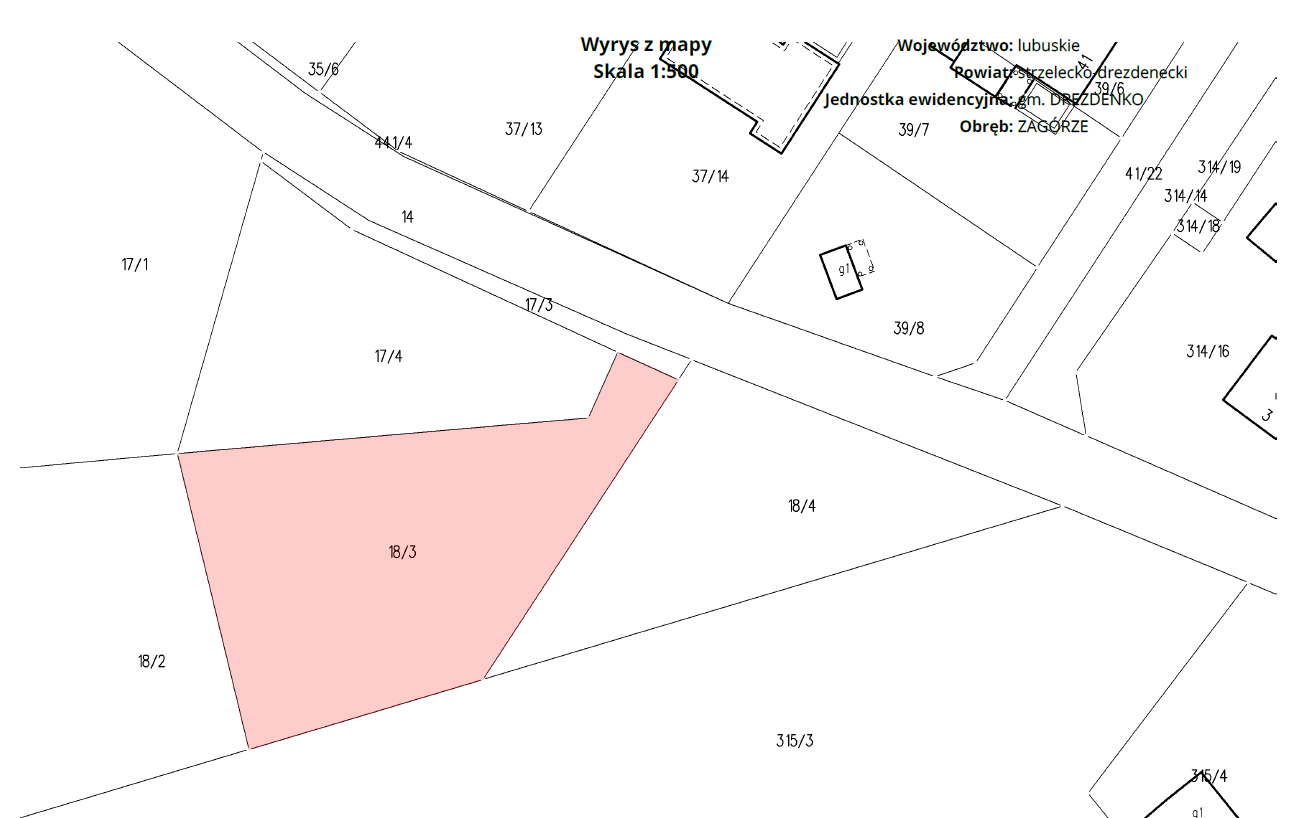 Wyrys z mapy
Skala 1:500
Województwo: lubuskie
Powiat: strzelecko-drezdenecki
Jednostka ewidencyjna: gm. DREZDENKO
Obręb: ZAGÓRZE
35/6
41
39/6
441/4
37/13
39/7
37/14
41/22
314/19
314/14
314/18
14
17/1
g1
17/3
39/8
17/4
314/16
3
18/4
18/3
18/2
315/3
315/4
g1